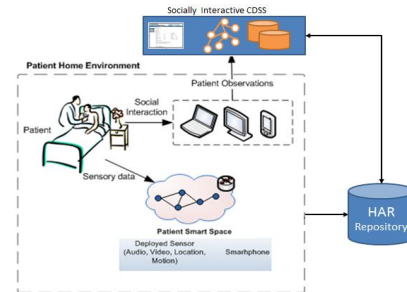 Socially Interactive CDSS
Patient Home Environment
Patient Observations
Social
Interaction
Patient
Sensory data
HAR
Repository
Patient Smart Space
Deployed Sensor
(Audio, Video, Location,
Motion)
Smarhphone